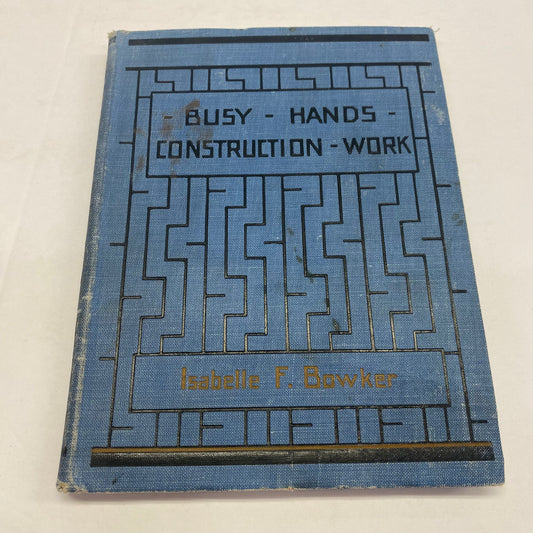 - BUSY - HANDS -
CONSTRUCTION - WORK
Isabelle F. Bowker